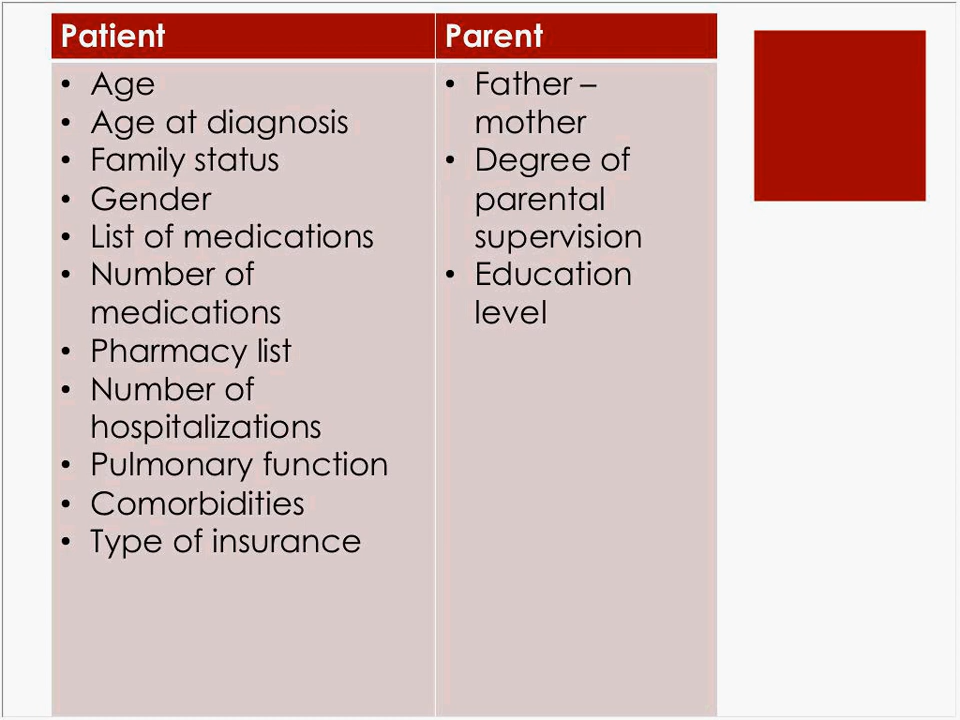 Patient
• Age
• Age at diagnosis
• Family status
• Gender
• List of medications
• Number of
medications
• Pharmacy list
• Number of
hospitalizations
• Pulmonary function
• Comorbidities
• Type of insurance
Parent
• Father –
mother
• Degree of
parental
supervision
• Education
level